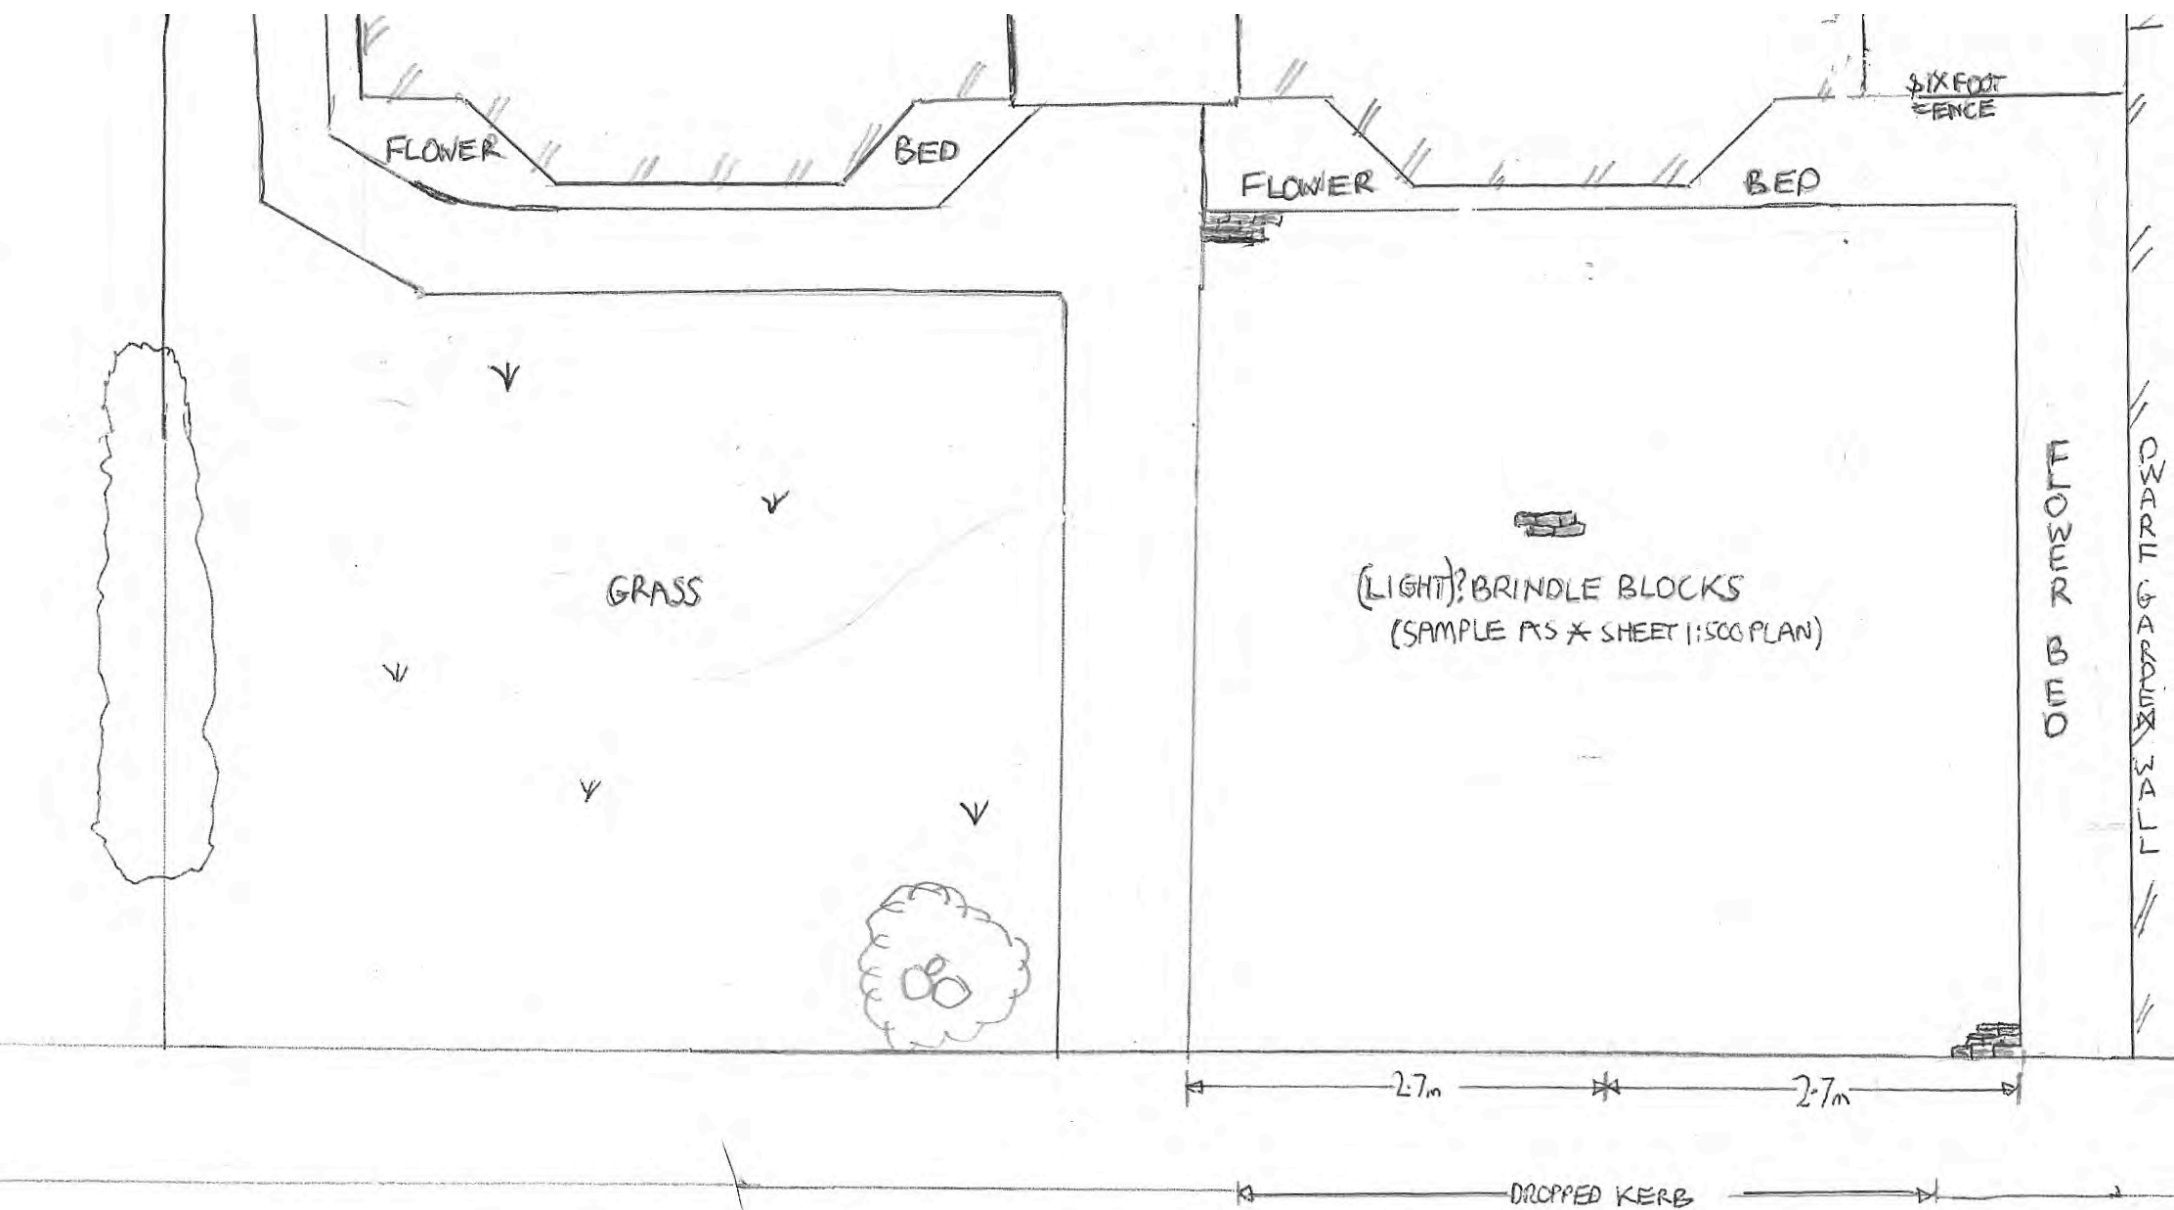 SIX FOOT
FENCE
FLOWER BED
FLOWER BED
(LIGHT)? BRINDLE BLOCKS
(SAMPLE AS * SHEET 1:500 PLAN)
GRASS
FLOWER BED
DWARF GARDEN WALL
2·7m 2·7m
DROPPED KERB